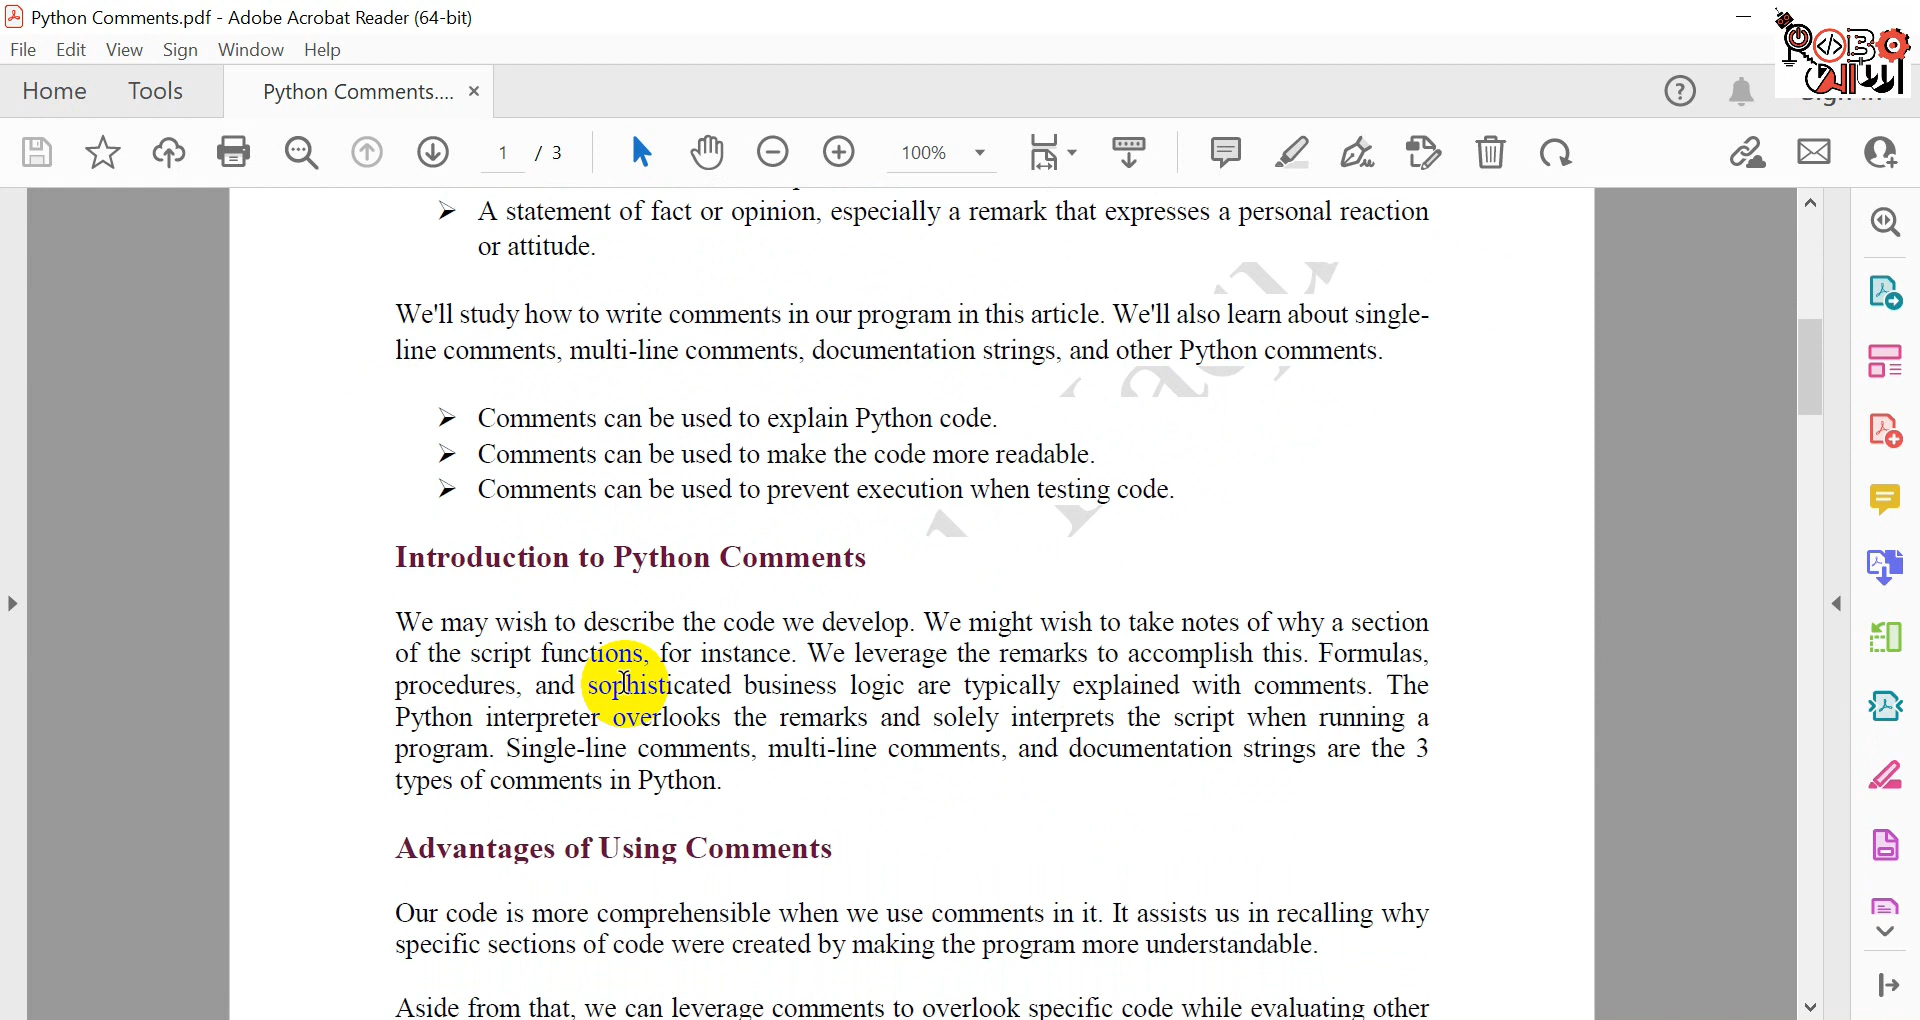 Python Comments.pdf - Adobe Acrobat Reader (64-bit)
File Edit View Sign Window Help
Home Tools Python Comments.... ×
1 / 3 100%
➢ A statement of fact or opinion, especially a remark that expresses a personal reaction
or attitude.
We'll study how to write comments in our program in this article. We'll also learn about single-
line comments, multi-line comments, documentation strings, and other Python comments.
➢ Comments can be used to explain Python code.
➢ Comments can be used to make the code more readable.
➢ Comments can be used to prevent execution when testing code.
Introduction to Python Comments
We may wish to describe the code we develop. We might wish to take notes of why a section
of the script functions, for instance. We leverage the remarks to accomplish this. Formulas,
procedures, and sophisticated business logic are typically explained with comments. The
Python interpreter overlooks the remarks and solely interprets the script when running a
program. Single-line comments, multi-line comments, and documentation strings are the 3
types of comments in Python.
Advantages of Using Comments
Our code is more comprehensible when we use comments in it. It assists us in recalling why
specific sections of code were created by making the program more understandable.
Aside from that, we can leverage comments to overlook specific code while evaluating other